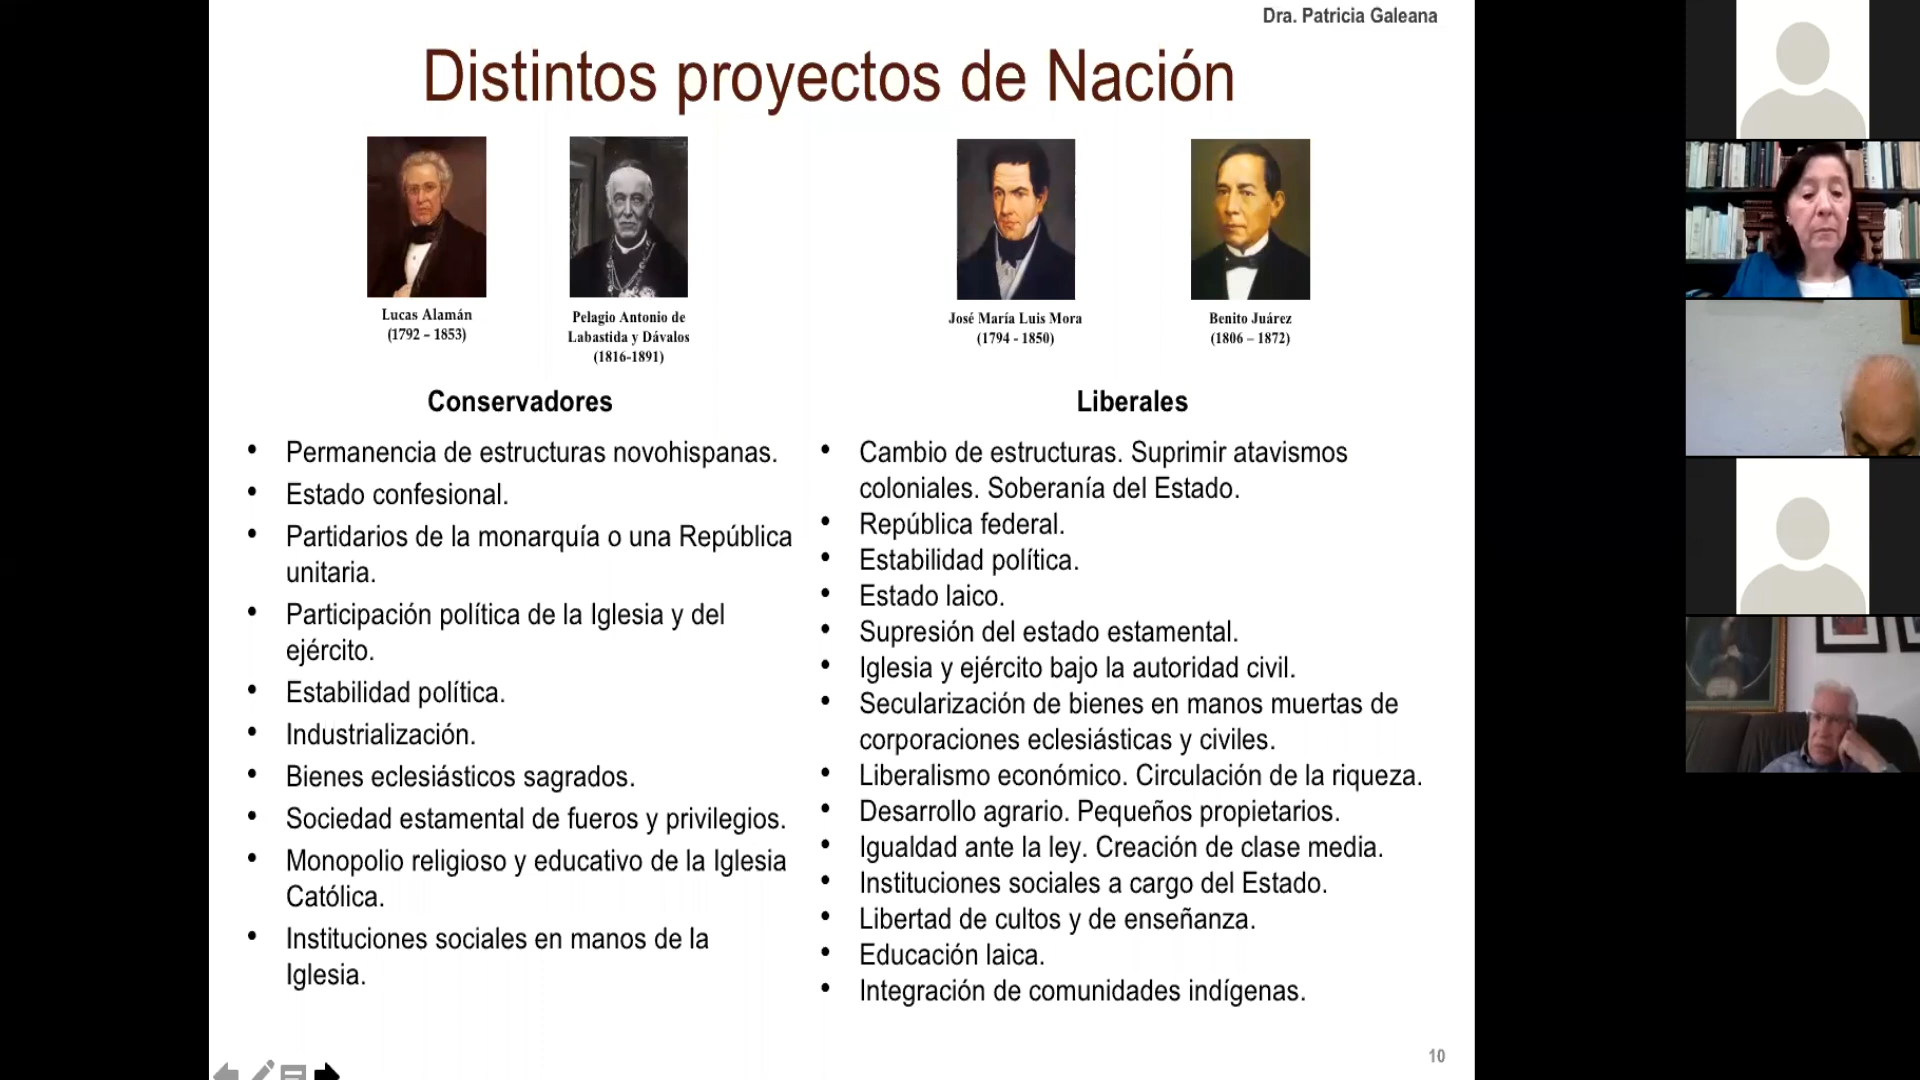 Dra. Patricia Galeana
Distintos proyectos de Nación
Lucas Alamán
(1792 – 1853)
Pelagio Antonio de
Labastida y Dávalos
(1816-1891)
José María Luis Mora
(1794 - 1850)
Benito Juárez
(1806 – 1872)
Conservadores
• Permanencia de estructuras novohispanas.
• Estado confesional.
• Partidarios de la monarquía o una República
unitaria.
• Participación política de la Iglesia y del
ejército.
• Estabilidad política.
• Industrialización.
• Bienes eclesiásticos sagrados.
• Sociedad estamental de fueros y privilegios.
• Monopolio religioso y educativo de la Iglesia
Católica.
• Instituciones sociales en manos de la
Iglesia.
Liberales
• Cambio de estructuras. Suprimir atavismos
coloniales. Soberanía del Estado.
• República federal.
• Estabilidad política.
• Estado laico.
• Supresión del estado estamental.
• Iglesia y ejército bajo la autoridad civil.
• Secularización de bienes en manos muertas de
corporaciones eclesiásticas y civiles.
• Liberalismo económico. Circulación de la riqueza.
• Desarrollo agrario. Pequeños propietarios.
• Igualdad ante la ley. Creación de clase media.
• Instituciones sociales a cargo del Estado.
• Libertad de cultos y de enseñanza.
• Educación laica.
• Integración de comunidades indígenas.
10